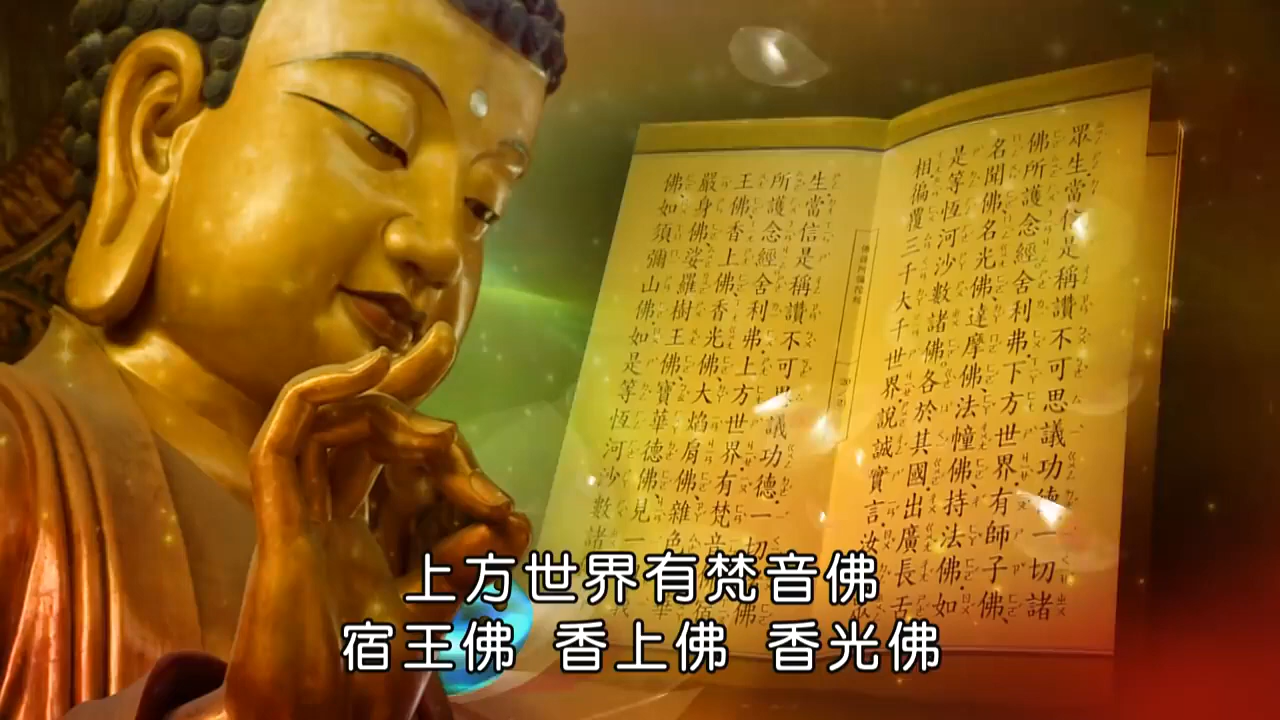 眾生當信是稱讚不可思議功德一切諸
佛所護念經舍利弗下方世界有師子佛、
名聞佛、名光佛、達摩佛、法幢佛、持法佛如
是等恆河沙數諸佛各於其國出廣長舌
相徧覆三千大千世界說誠實言汝眾
佛說阿彌陀經
生當信是稱讚不可思議功德一切
所護念經舍利弗上方世界有梵音
王佛、香上佛、香光佛、大焰肩佛、雜色
嚴身佛、娑羅樹王佛、寶華德佛、見一
佛、如須彌山佛如是等恆河沙數諸
上方世界有梵音佛
宿王佛 香上佛 香光佛